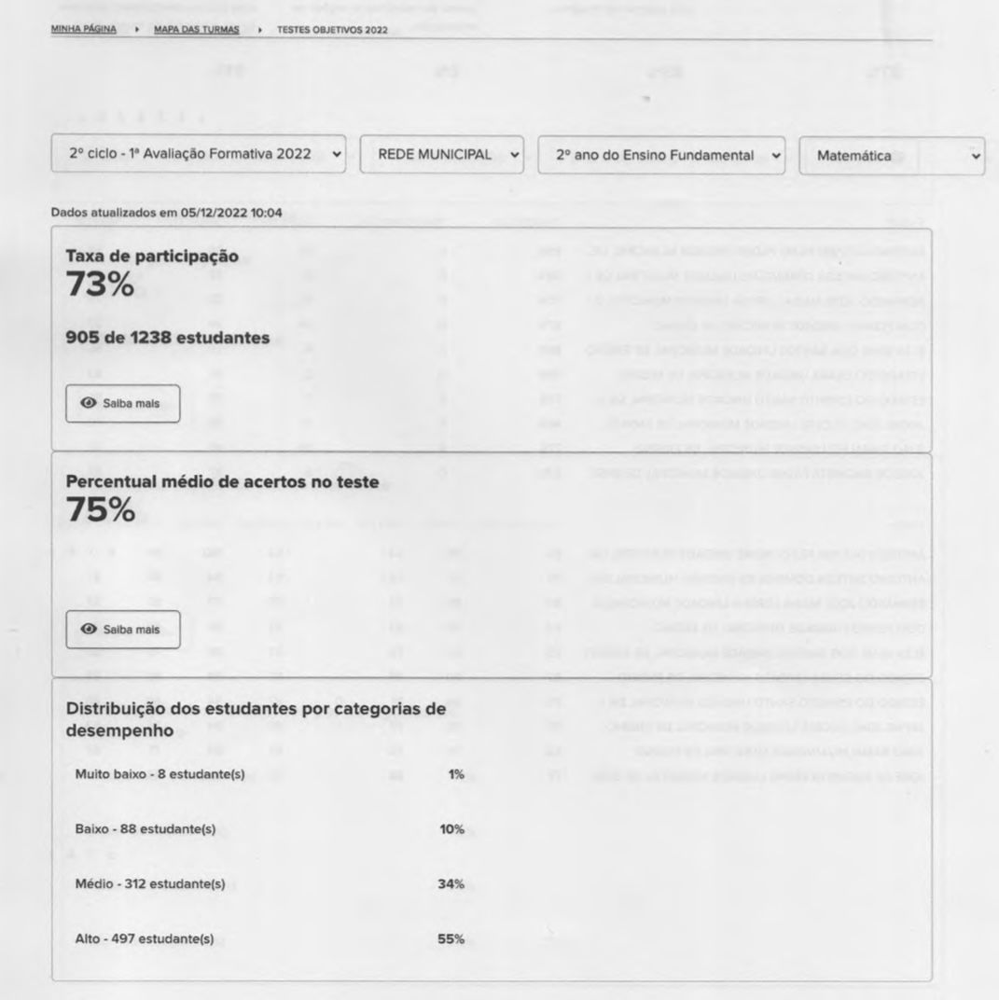 MINHA PÁGINA MAPA DAS TURMAS TESTES OBJETIVOS 2022
2º ciclo - 1ª Avaliação Formativa 2022 REDE MUNICIPAL 2º ano do Ensino Fundamental Matemática
Dados atualizados em 05/12/2022 10:04
Taxa de participação
73%
905 de 1238 estudantes
Saiba mais
Percentual médio de acertos no teste
75%
Saiba mais
Distribuição dos estudantes por categorias de
desempenho
Muito baixo - 8 estudante(s) 1%
Baixo - 88 estudante(s) 10%
Médio - 312 estudante(s) 34%
Alto - 497 estudante(s) 55%